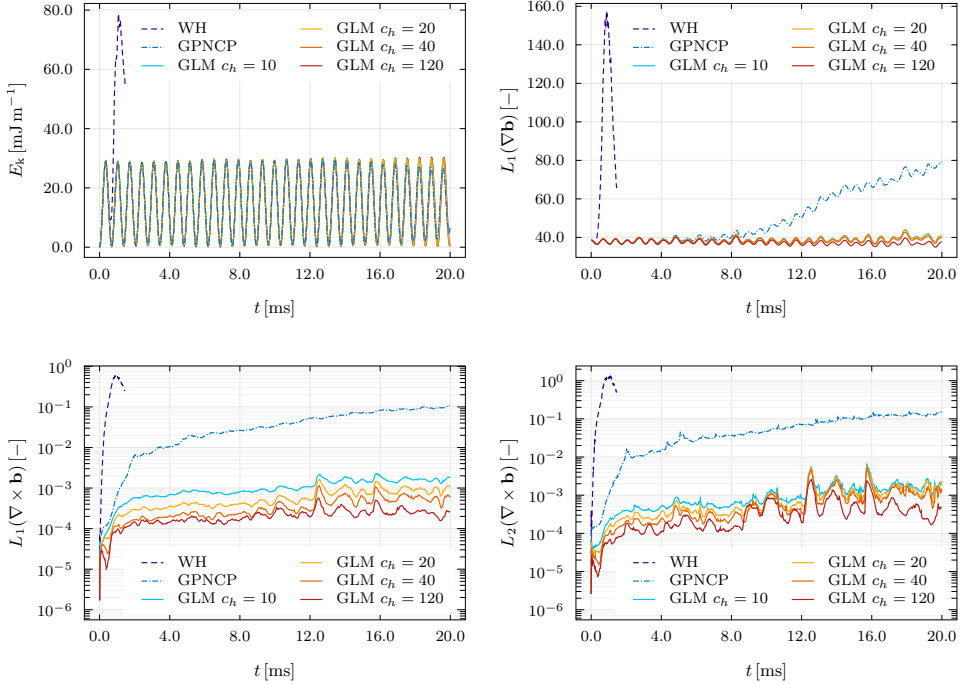 80.0
60.0
40.0
20.0
0.0
E_k [mJ m^{-1}]
WH
GPNCP
GLM c_h = 10
GLM c_h = 20
GLM c_h = 40
GLM c_h = 120
0.0 4.0 8.0 12.0 16.0 20.0
t [ms]
160.0
140.0
120.0
100.0
80.0
60.0
40.0
L_1(∇b) [−]
WH
GPNCP
GLM c_h = 10
GLM c_h = 20
GLM c_h = 40
GLM c_h = 120
0.0 4.0 8.0 12.0 16.0 20.0
t [ms]
10^0
10^{-1}
10^{-2}
10^{-3}
10^{-4}
10^{-5}
10^{-6}
L_1(∇ × b) [−]
WH
GPNCP
GLM c_h = 10
GLM c_h = 20
GLM c_h = 40
GLM c_h = 120
0.0 4.0 8.0 12.0 16.0 20.0
t [ms]
10^0
10^{-1}
10^{-2}
10^{-3}
10^{-4}
10^{-5}
10^{-6}
L_2(∇ × b) [−]
WH
GPNCP
GLM c_h = 10
GLM c_h = 20
GLM c_h = 40
GLM c_h = 120
0.0 4.0 8.0 12.0 16.0 20.0
t [ms]